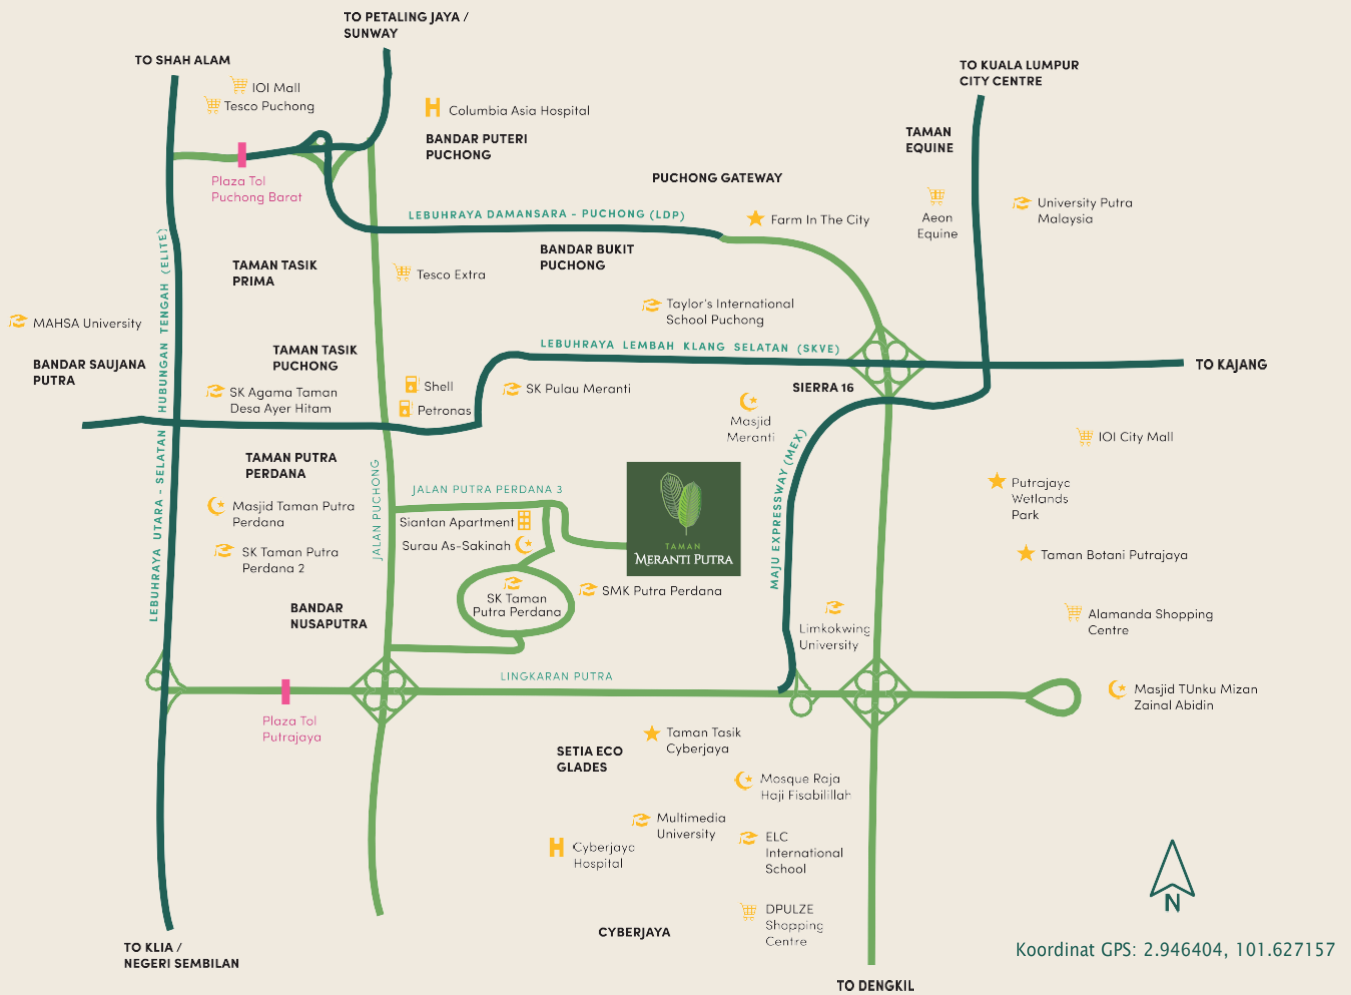 TO PETALING JAYA /
SUNWAY
TO SHAH ALAM
IOI Mall
Tesco Puchong
Columbia Asia Hospital
BANDAR PUTERI
PUCHONG
TO KUALA LUMPUR
CITY CENTRE
TAMAN
EQUINE
Plaza Tol
Puchong Barat
PUCHONG GATEWAY
LEBUHRAYA DAMANSARA - PUCHONG (LDP)
Farm In The City
Aeon
Equine
University Putra
Malaysia
BANDAR BUKIT
PUCHONG
TAMAN TASIK
PRIMA
Tesco Extra
LEBUHRAYA UTARA - SELATAN HUBUNGAN TENGAH (ELITE)
MAHSA University
Taylor's International
School Puchong
BANDAR SAUJANA
PUTRA
TAMAN TASIK
PUCHONG
LEBUHRAYA LEMBAH KLANG SELATAN (SKVE)
TO KAJANG
SK Agama Taman
Desa Ayer Hitam
Shell
Petronas
SK Pulau Meranti
SIERRA 16
Masjid
Meranti
IOI City Mall
TAMAN PUTRA
PERDANA
JALAN PUCHONG
JALAN PUTRA PERDANA 3
MAJU EXPRESSWAY (MEX)
Putrajayc
Wetlands
Park
Masjid Taman Putra
Perdana
Siantan Apartment
Surau As-Sakinah
TAMAN
MERANTI PUTRA
SK Taman Putra
Perdana 2
Taman Botani Putrajaya
SK Taman
Putra Perdana
SMK Putra Perdana
BANDAR
NUSAPUTRA
Limkokwing
University
Alamanda Shopping
Centre
LINGKARAN PUTRA
Masjid TUnku Mizan
Zainal Abidin
Plaza Tol
Putrajaya
Taman Tasik
Cyberjaya
SETIA ECO
GLADES
Mosque Raja
Haji Fisabilillah
Multimedia
University
ELC
International
School
Cyberjayc
Hospital
DPULZE
Shopping
Centre
CYBERJAYA
N
TO KLIA /
NEGERI SEMBILAN
Koordinat GPS: 2.946404, 101.627157
TO DENGKIL